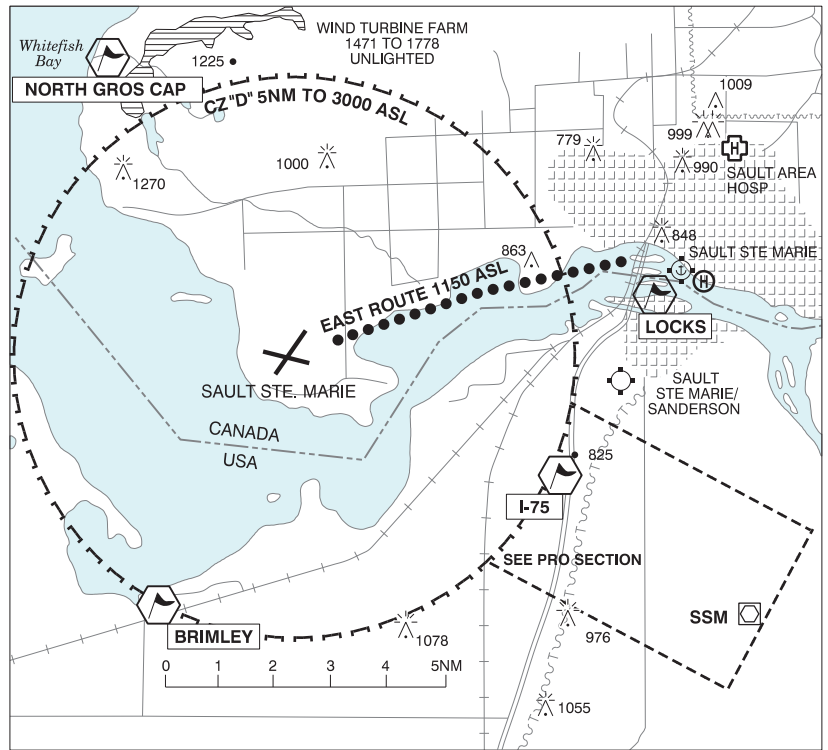 WIND TURBINE FARM
1471 TO 1778
UNLIGHTED
Whitefish
Bay
1225
NORTH GROS CAP
CZ "D" 5NM TO 3000 ASL
1009
999
779
1000
990
1270
SAULT AREA
HOSP
848
863
SAULT STE MARIE
EAST ROUTE 1150 ASL
LOCKS
SAULT STE. MARIE
SAULT
STE MARIE/
SANDERSON
CANADA
USA
825
I-75
SEE PRO SECTION
SSM
BRIMLEY
1078
976
0 1 2 3 4 5NM
1055
H
H